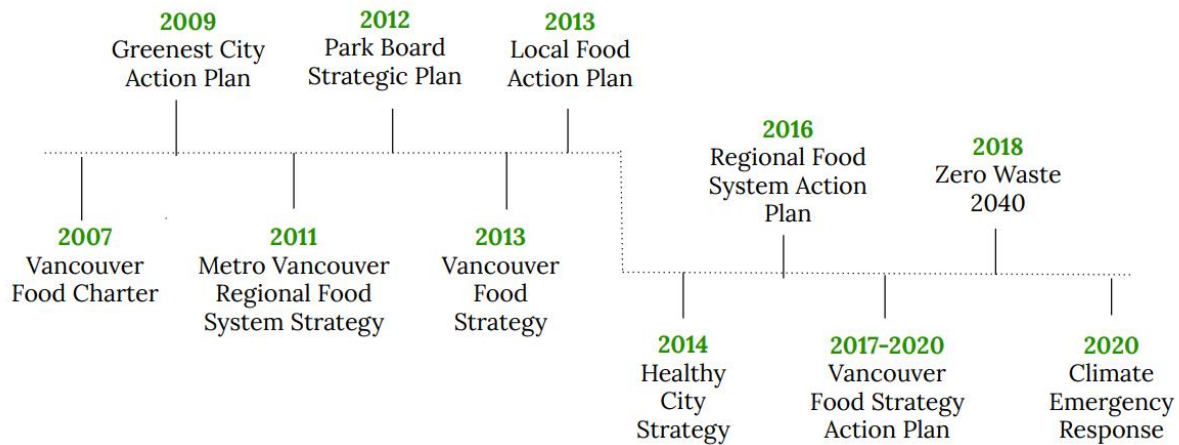 2009
Greenest City
Action Plan
2012
Park Board
Strategic Plan
2013
Local Food
Action Plan
2007
Vancouver
Food Charter
2011
Metro Vancouver
Regional Food
System Strategy
2013
Vancouver
Food
Strategy
2016
Regional Food
System Action
Plan
2018
Zero Waste
2040
2014
Healthy
City
Strategy
2017-2020
Vancouver
Food Strategy
Action Plan
2020
Climate
Emergency
Response